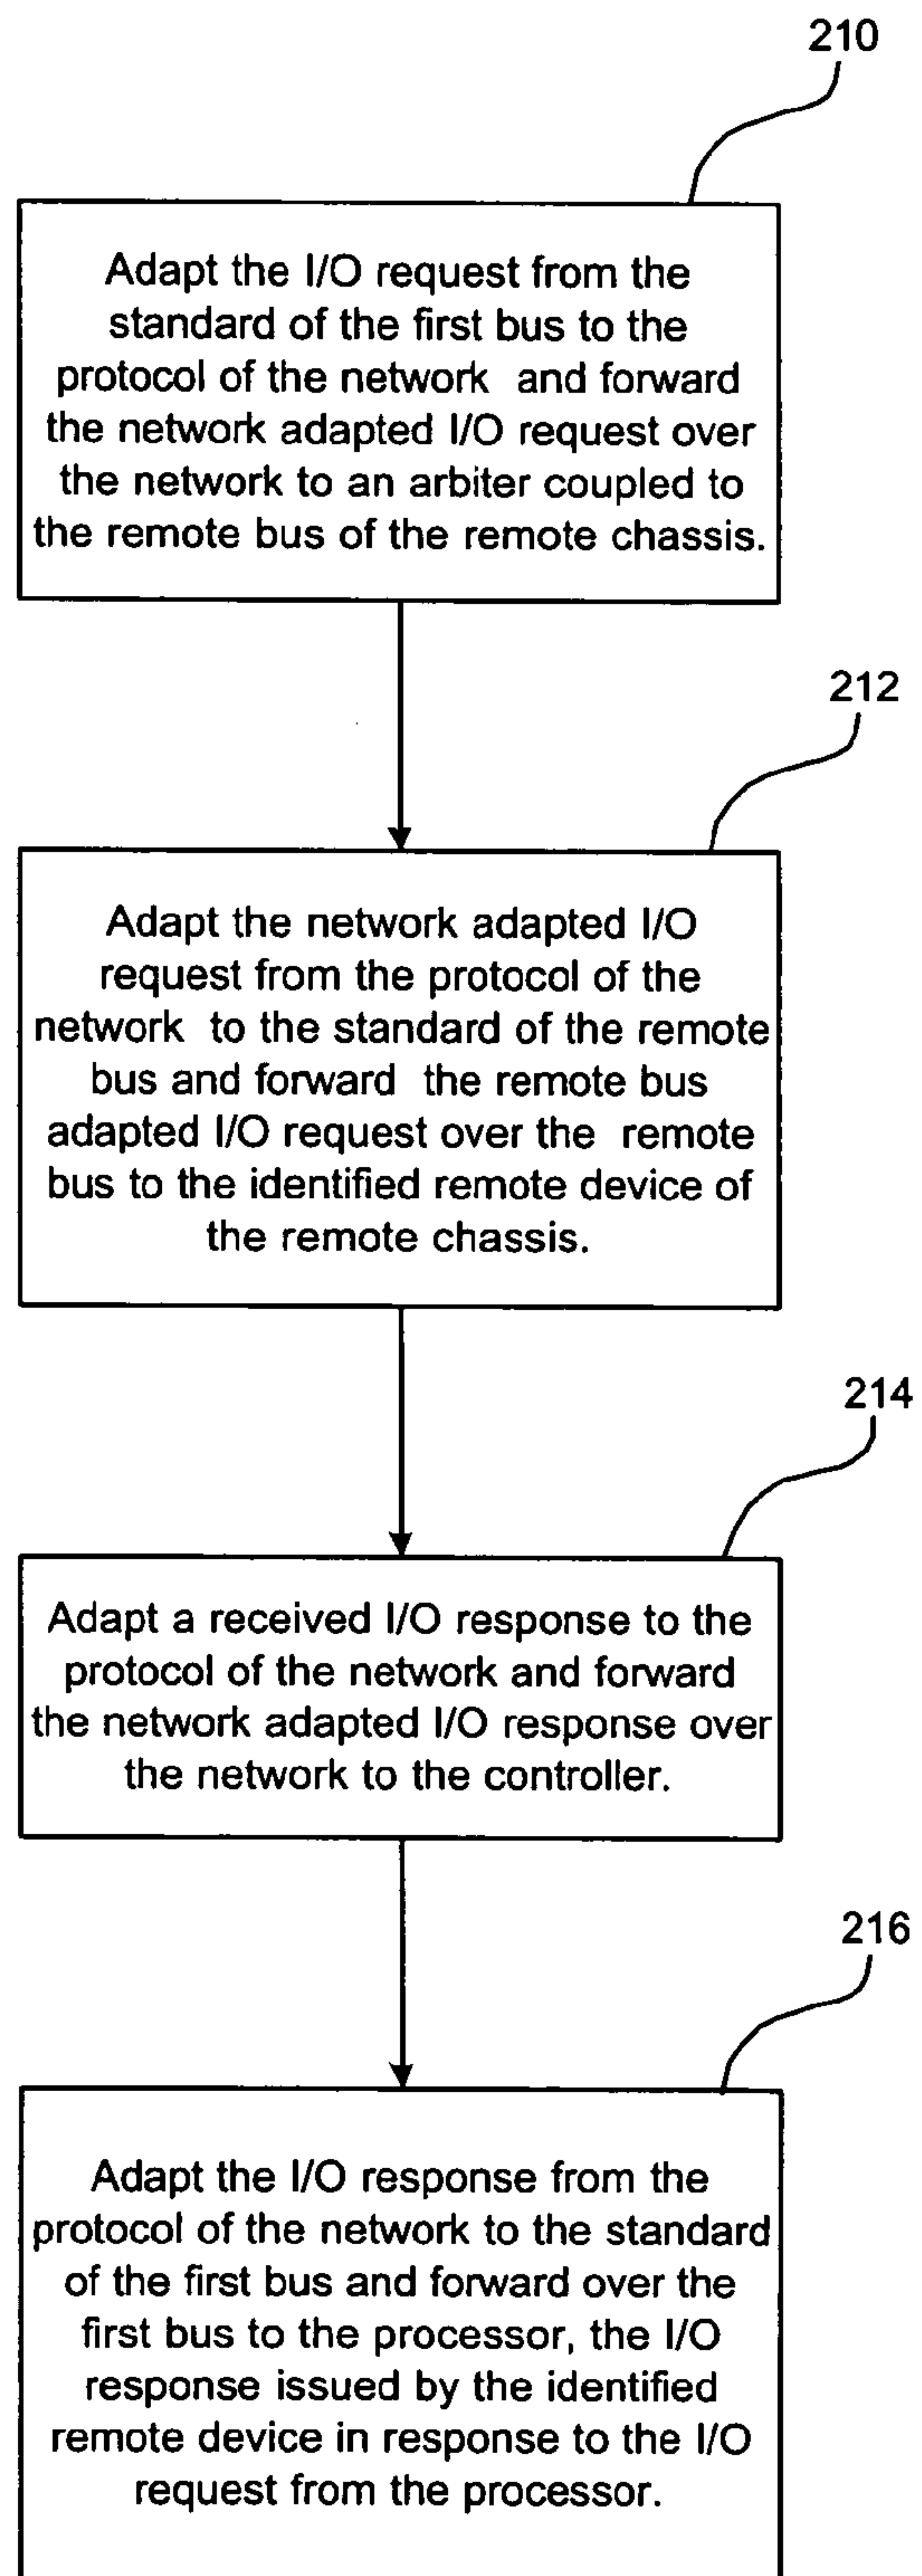 210
Adapt the I/O request from the
standard of the first bus to the
protocol of the network and forward
the network adapted I/O request over
the network to an arbiter coupled to
the remote bus of the remote chassis.
212
Adapt the network adapted I/O
request from the protocol of the
network to the standard of the remote
bus and forward the remote bus
adapted I/O request over the remote
bus to the identified remote device of
the remote chassis.
214
Adapt a received I/O response to the
protocol of the network and forward
the network adapted I/O response over
the network to the controller.
216
Adapt the I/O response from the
protocol of the network to the standard
of the first bus and forward over the
first bus to the processor, the I/O
response issued by the identified
remote device in response to the I/O
request from the processor.